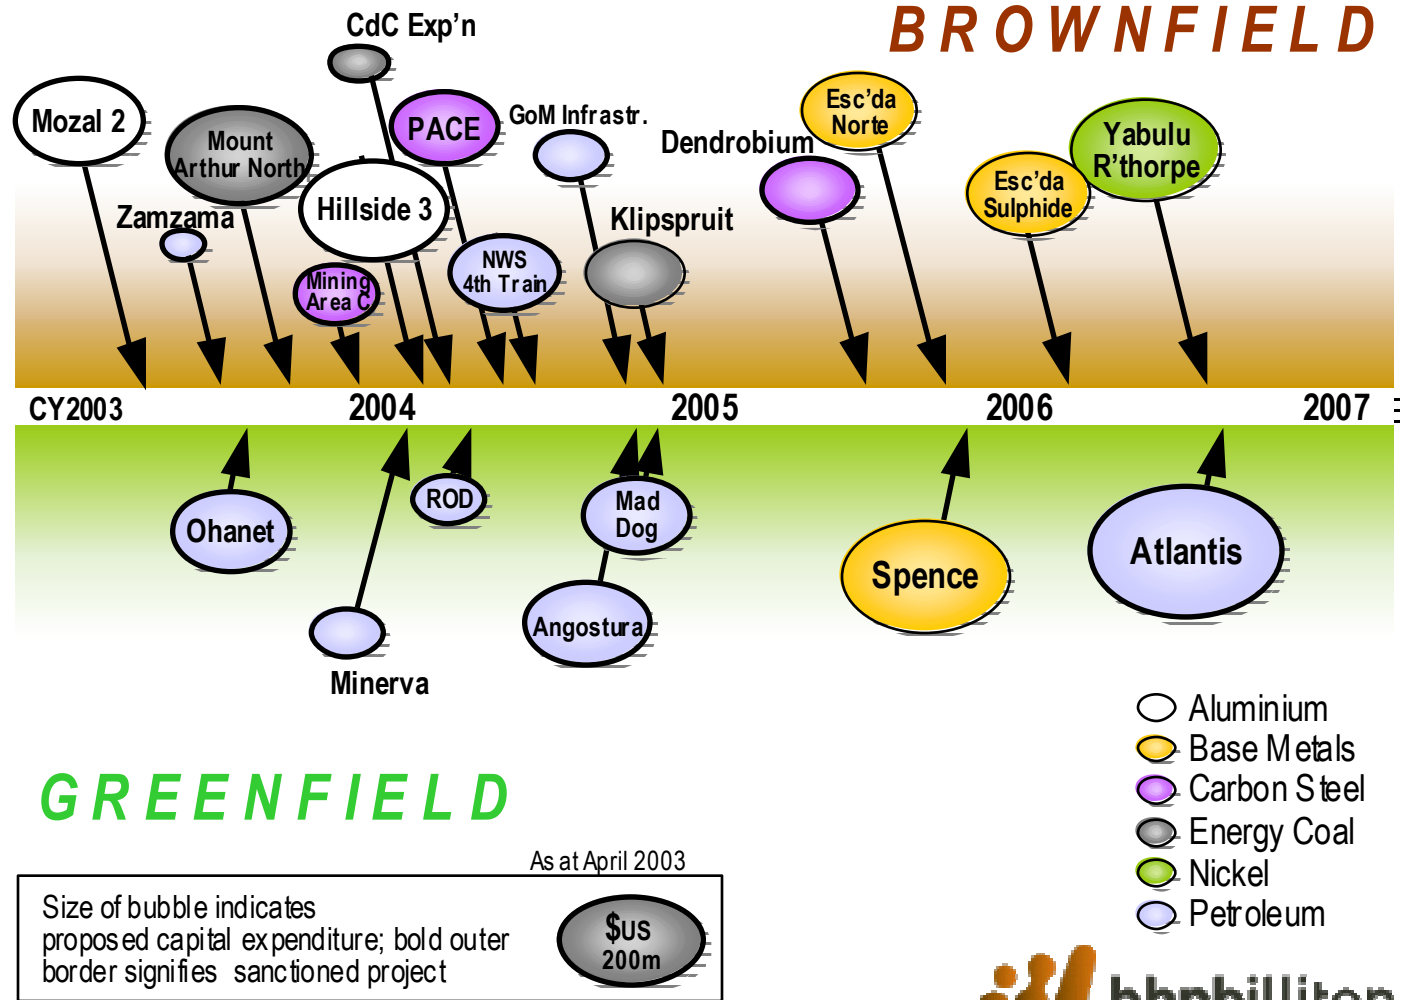 BROWNFIELD
CdC Exp'n
Mozal 2
Mount
Arthur North
PACE
GoM Infrastr.
Dendrobium
Esc'da
Norte
Yabulu
R'thorpe
Esc'da
Sulphide
Zamzama
Hillside 3
Klipspruit
NWS
4th Train
Mining
Area C
CY2003
2004
2005
2006
2007
Ohanet
ROD
Mad
Dog
Spence
Atlantis
Angostura
Minerva
GREENFIELD
Aluminium
Base Metals
Carbon Steel
Energy Coal
Nickel
Petroleum
As at April 2003
Size of bubble indicates
proposed capital expenditure; bold outer
border signifies sanctioned project
$US
200m
bhpbilliton